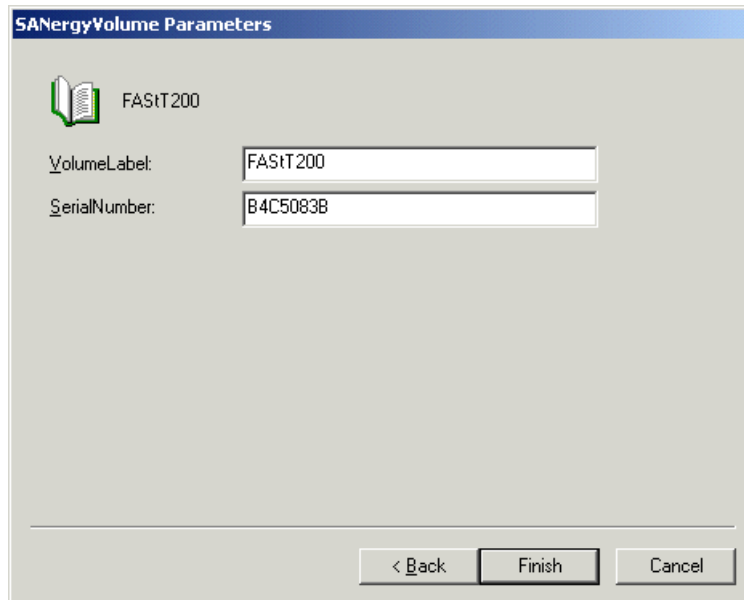 SANergyVolume Parameters
FAStT200
VolumeLabel: FAStT200
SerialNumber: B4C5083B
< Back Finish Cancel